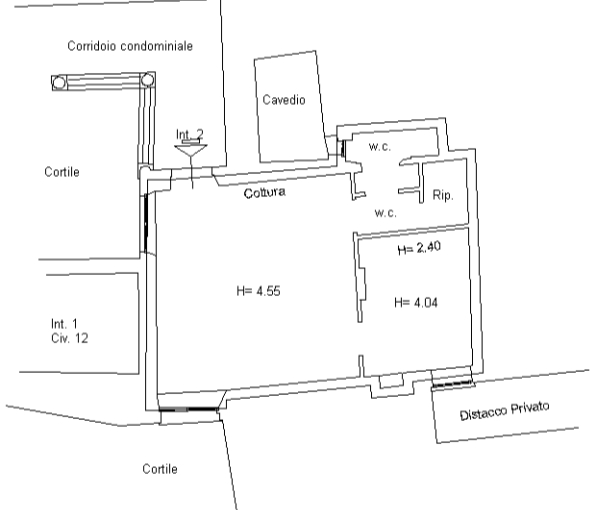 Corridoio condominiale
Cavedio
Int. 2
w.c.
Cortile
Cottura
Rip.
w.c.
H= 2.40
H= 4.55
H= 4.04
Int. 1
Civ. 12
Distacco Privato
Cortile